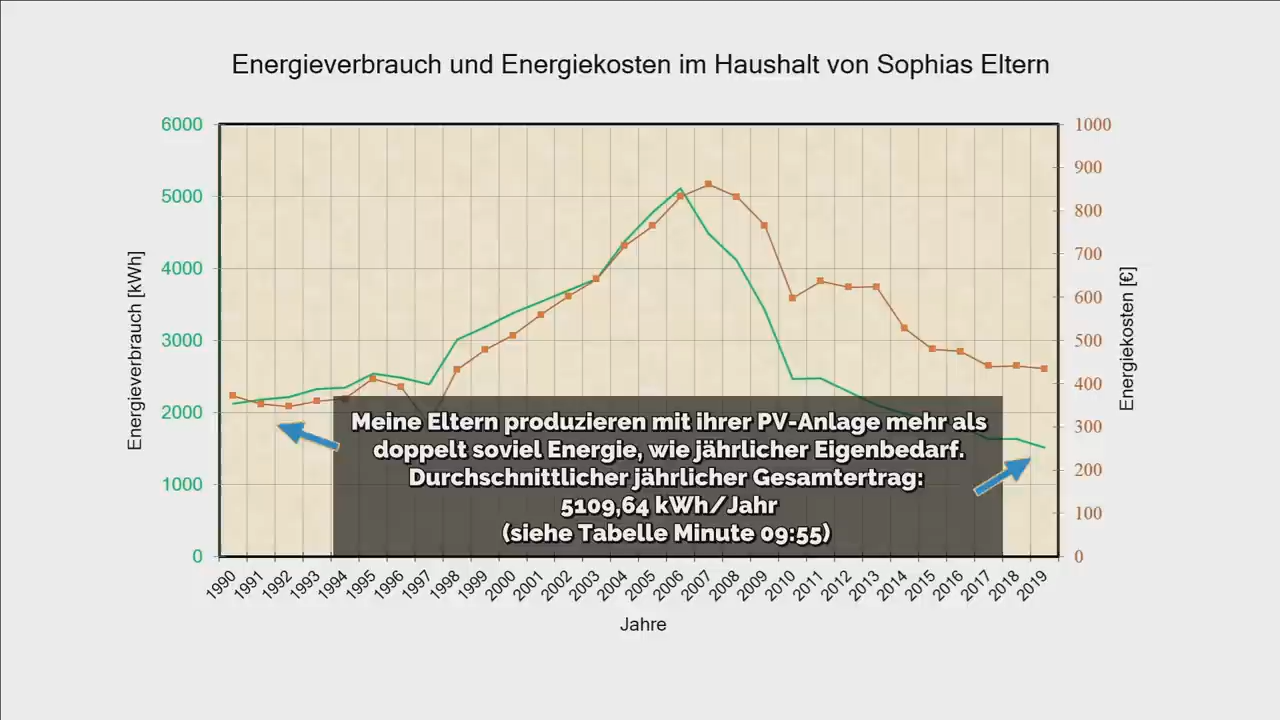 Energieverbrauch und Energiekosten im Haushalt von Sophias Eltern
6000
5000
4000
3000
2000
1000
0
Energieverbrauch [kWh]
1000
900
800
700
600
500
400
300
200
100
0
Energiekosten [€]
Meine Eltern produzieren mit ihrer PV-Anlage mehr als
doppelt soviel Energie, wie jährlicher Eigenbedarf.
Durchschnittlicher jährlicher Gesamtertrag:
5109,64 kWh/Jahr
(siehe Tabelle Minute 09:55)
1990 1991 1992 1993 1994 1995 1996 1997 1998 1999 2000 2001 2002 2003 2004 2005 2006 2007 2008 2009 2010 2011 2012 2013 2014 2015 2016 2017 2018 2019
Jahre